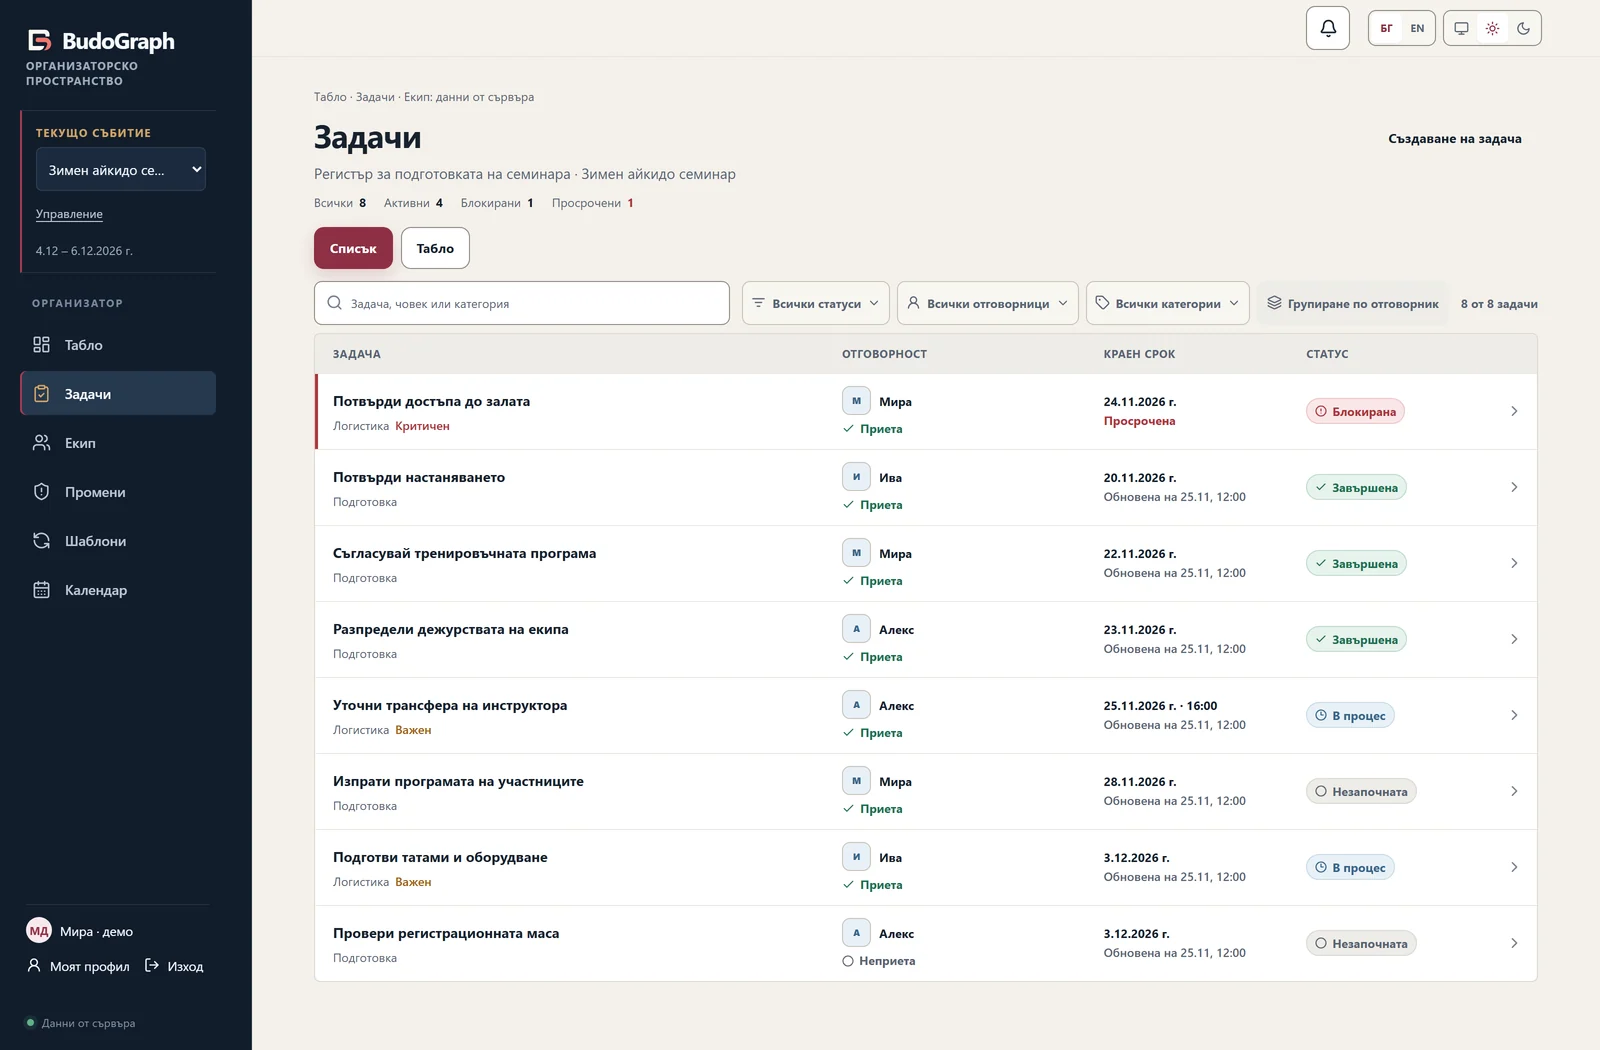 BudoGraph
ОРГАНИЗАТОРСКО
ПРОСТРАНСТВО
ТЕКУЩО СЪБИТИЕ
Зимен айкидо се...
Управление
4.12 – 6.12.2026 г.
ОРГАНИЗАТОР
Табло
Задачи
Екип
Промени
Шаблони
Календар
МД Мира · демо
Моят профил Изход
Данни от сървъра
БГ EN
Табло · Задачи · Екип: данни от сървъра
Задачи
Създаване на задача
Регистър за подготовката на семинара · Зимен айкидо семинар
Всички 8 Активни 4 Блокирани 1 Просрочени 1
Списък Табло
Задача, човек или категория Всички статуси Всички отговорници Всички категории Групиране по отговорник 8 от 8 задачи
ЗАДАЧА ОТГОВОРНОСТ КРАЕН СРОК СТАТУС
Потвърди достъпа до залата М Мира 24.11.2026 г. Блокирана
Логистика Критичен Приета Просрочена
Потвърди настаняването И Ива 20.11.2026 г. Завършена
Подготовка Приета Обновена на 25.11, 12:00
Съгласувай тренировъчната програма М Мира 22.11.2026 г. Завършена
Подготовка Приета Обновена на 25.11, 12:00
Разпредели дежурствата на екипа А Алекс 23.11.2026 г. Завършена
Подготовка Приета Обновена на 25.11, 12:00
Уточни трансфера на инструктора А Алекс 25.11.2026 г. · 16:00 В процес
Логистика Важен Приета Обновена на 25.11, 12:00
Изпрати програмата на участниците М Мира 28.11.2026 г. Незапочната
Подготовка Приета Обновена на 25.11, 12:00
Подготви татами и оборудване И Ива 3.12.2026 г. В процес
Логистика Важен Приета Обновена на 25.11, 12:00
Провери регистрационната маса А Алекс 3.12.2026 г. Незапочната
Подготовка Неприета Обновена на 25.11, 12:00